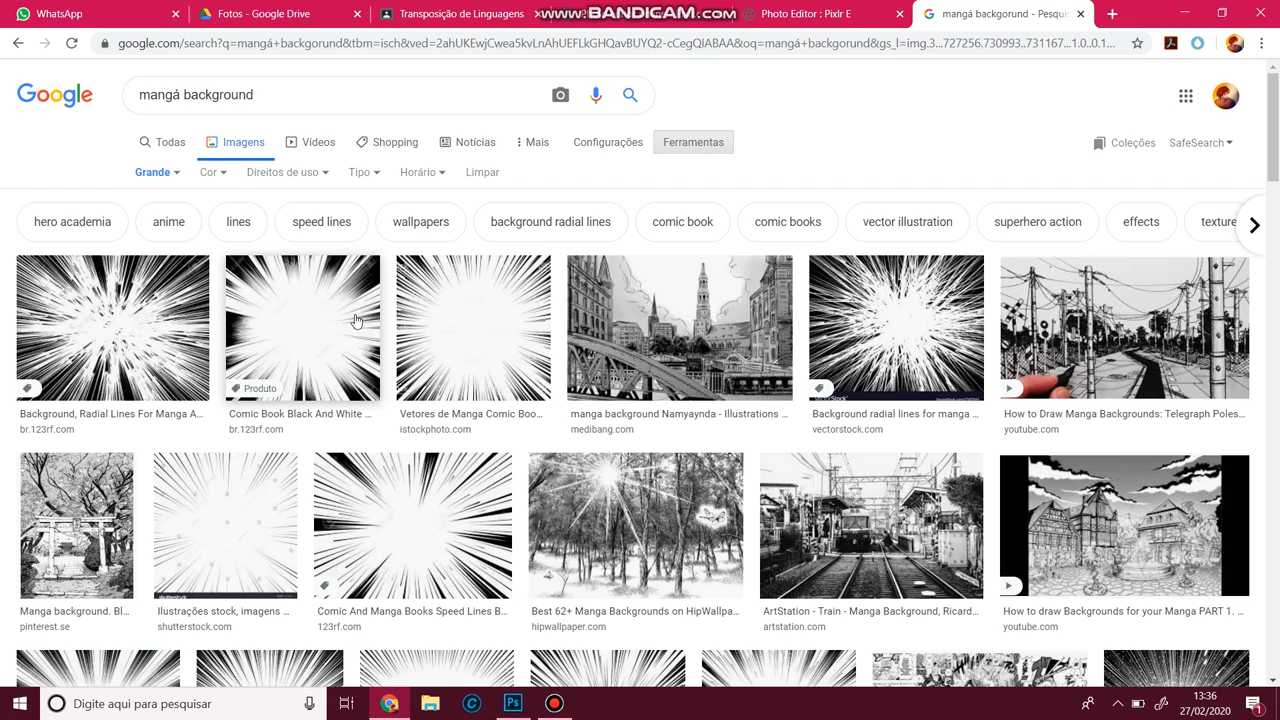 WhatsApp
Fotos - Google Drive
Transposição de Linguagens
www.BANDICAM.com
Photo Editor : Pixlr E
mangá backgorund - Pesqui
google.com/search?q=mangá+backgorund&tbm=isch&ved=2ahUKEwjCwea5kvLnAhUEFLkGHQavBUYQ2-cCegQIABAA&oq=mangá+backgorund&gs_l=img.3...727256.730993..731167...1.0..0.1...
Google
mangá background
Todas
Imagens
Vídeos
Shopping
Notícias
Mais
Configurações
Ferramentas
Coleções
SafeSearch
Grande
Cor
Direitos de uso
Tipo
Horário
Limpar
hero academia
anime
lines
speed lines
wallpapers
background radial lines
comic book
comic books
vector illustration
superhero action
effects
texture
Produto
Background, Radial Lines For Manga A...
br.123rf.com
Comic Book Black And White ...
br.123rf.com
Vetores de Manga Comic Boo...
istockphoto.com
manga background Namyaynda - Illustrations ...
medibang.com
Background radial lines for manga ...
vectorstock.com
How to Draw Manga Backgrounds: Telegraph Poles...
youtube.com
Manga background. Bl...
pinterest.se
Ilustrações stock, imagens ...
shutterstock.com
Comic And Manga Books Speed Lines B...
123rf.com
Best 62+ Manga Backgrounds on HipWallpa...
hipwallpaper.com
ArtStation - Train - Manga Background, Ricard...
artstation.com
How to draw Backgrounds for your Manga PART 1. ...
youtube.com
Digite aqui para pesquisar
13:36
27/02/2020
1